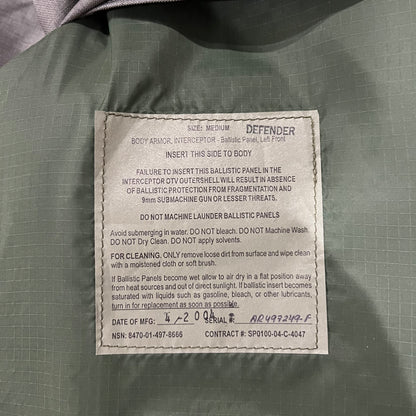 SIZE: MEDIUM DEFENDER
BODY ARMOR, INTERCEPTOR - Ballistic Panel, Left Front
INSERT THIS SIDE TO BODY
FAILURE TO INSERT THIS BALLISTIC PANEL IN THE
INTERCEPTOR OTV OUTERSHELL WILL RESULT IN ABSENCE
OF BALLISTIC PROTECTION FROM FRAGMENTATION AND
9mm SUBMACHINE GUN OR LESSER THREATS.
DO NOT MACHINE LAUNDER BALLISTIC PANELS
Avoid submerging in water. DO NOT bleach. DO NOT Machine Wash
DO NOT Dry Clean. DO NOT apply solvents.
FOR CLEANING, ONLY remove loose dirt from surface and wipe clean
with a moistened cloth or soft brush.
If Ballistic Panels become wet allow to air dry in a flat position away
from heat sources and out of direct sunlight. If ballistic insert becomes
saturated with liquids such as gasoline, bleach, or other lubricants,
turn in for replacement as soon as possible.
DATE OF MFG: 4-2004 SERIAL #: AR499249-F
NSN: 8470-01-497-8666 CONTRACT #: SP0100-04-C-4047